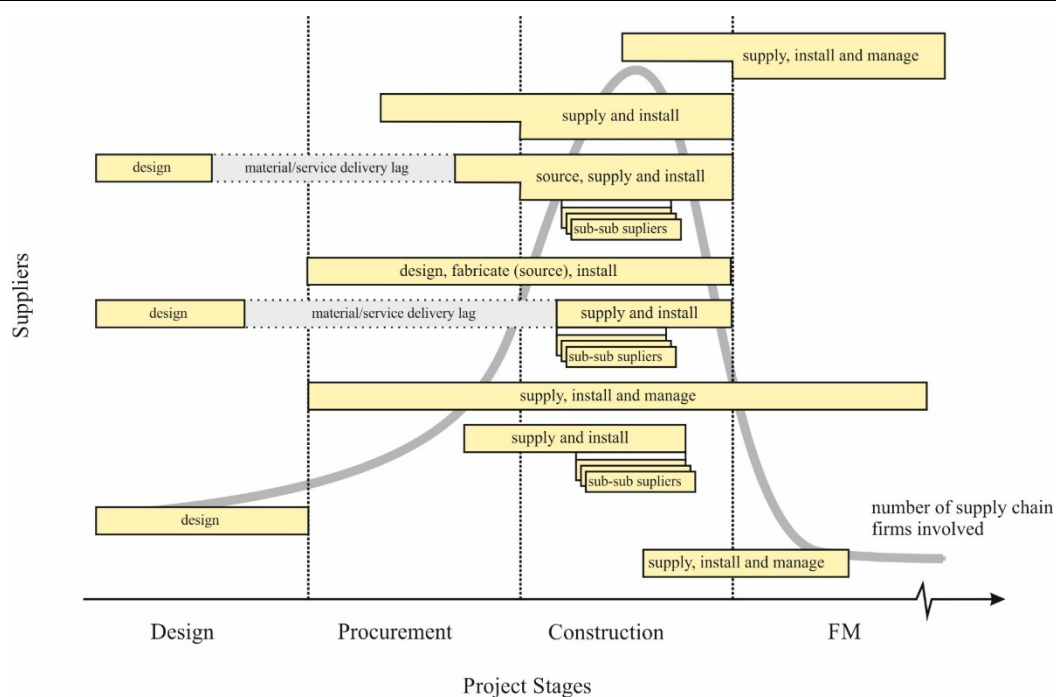 supply, install and manage
supply and install
design
material/service delivery lag
source, supply and install
sub-sub supliers
design, fabricate (source), install
design
material/service delivery lag
supply and install
sub-sub supliers
supply, install and manage
supply and install
sub-sub supliers
design
number of supply chain
firms involved
supply, install and manage
Suppliers
Design
Procurement
Construction
FM
Project Stages